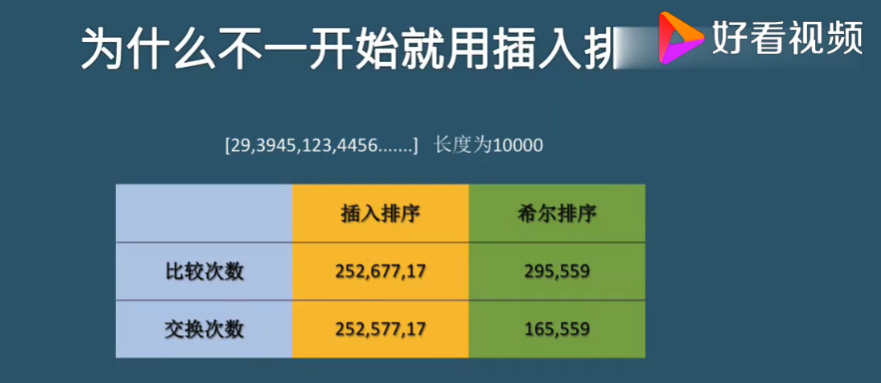 为什么不一开始就用插入排
好看视频
[29,3945,123,4456.......] 长度为10000
插入排序 希尔排序
比较次数 252,677,17 295,559
交换次数 252,577,17 165,559